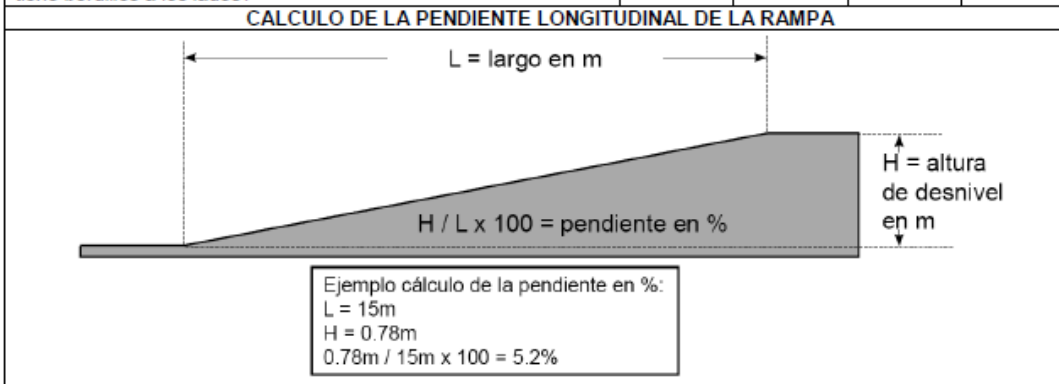 CALCULO DE LA PENDIENTE LONGITUDINAL DE LA RAMPA
L = largo en m
H = altura
de desnivel
en m
H / L x 100 = pendiente en %
Ejemplo cálculo de la pendiente en %:
L = 15m
H = 0.78m
0.78m / 15m x 100 = 5.2%